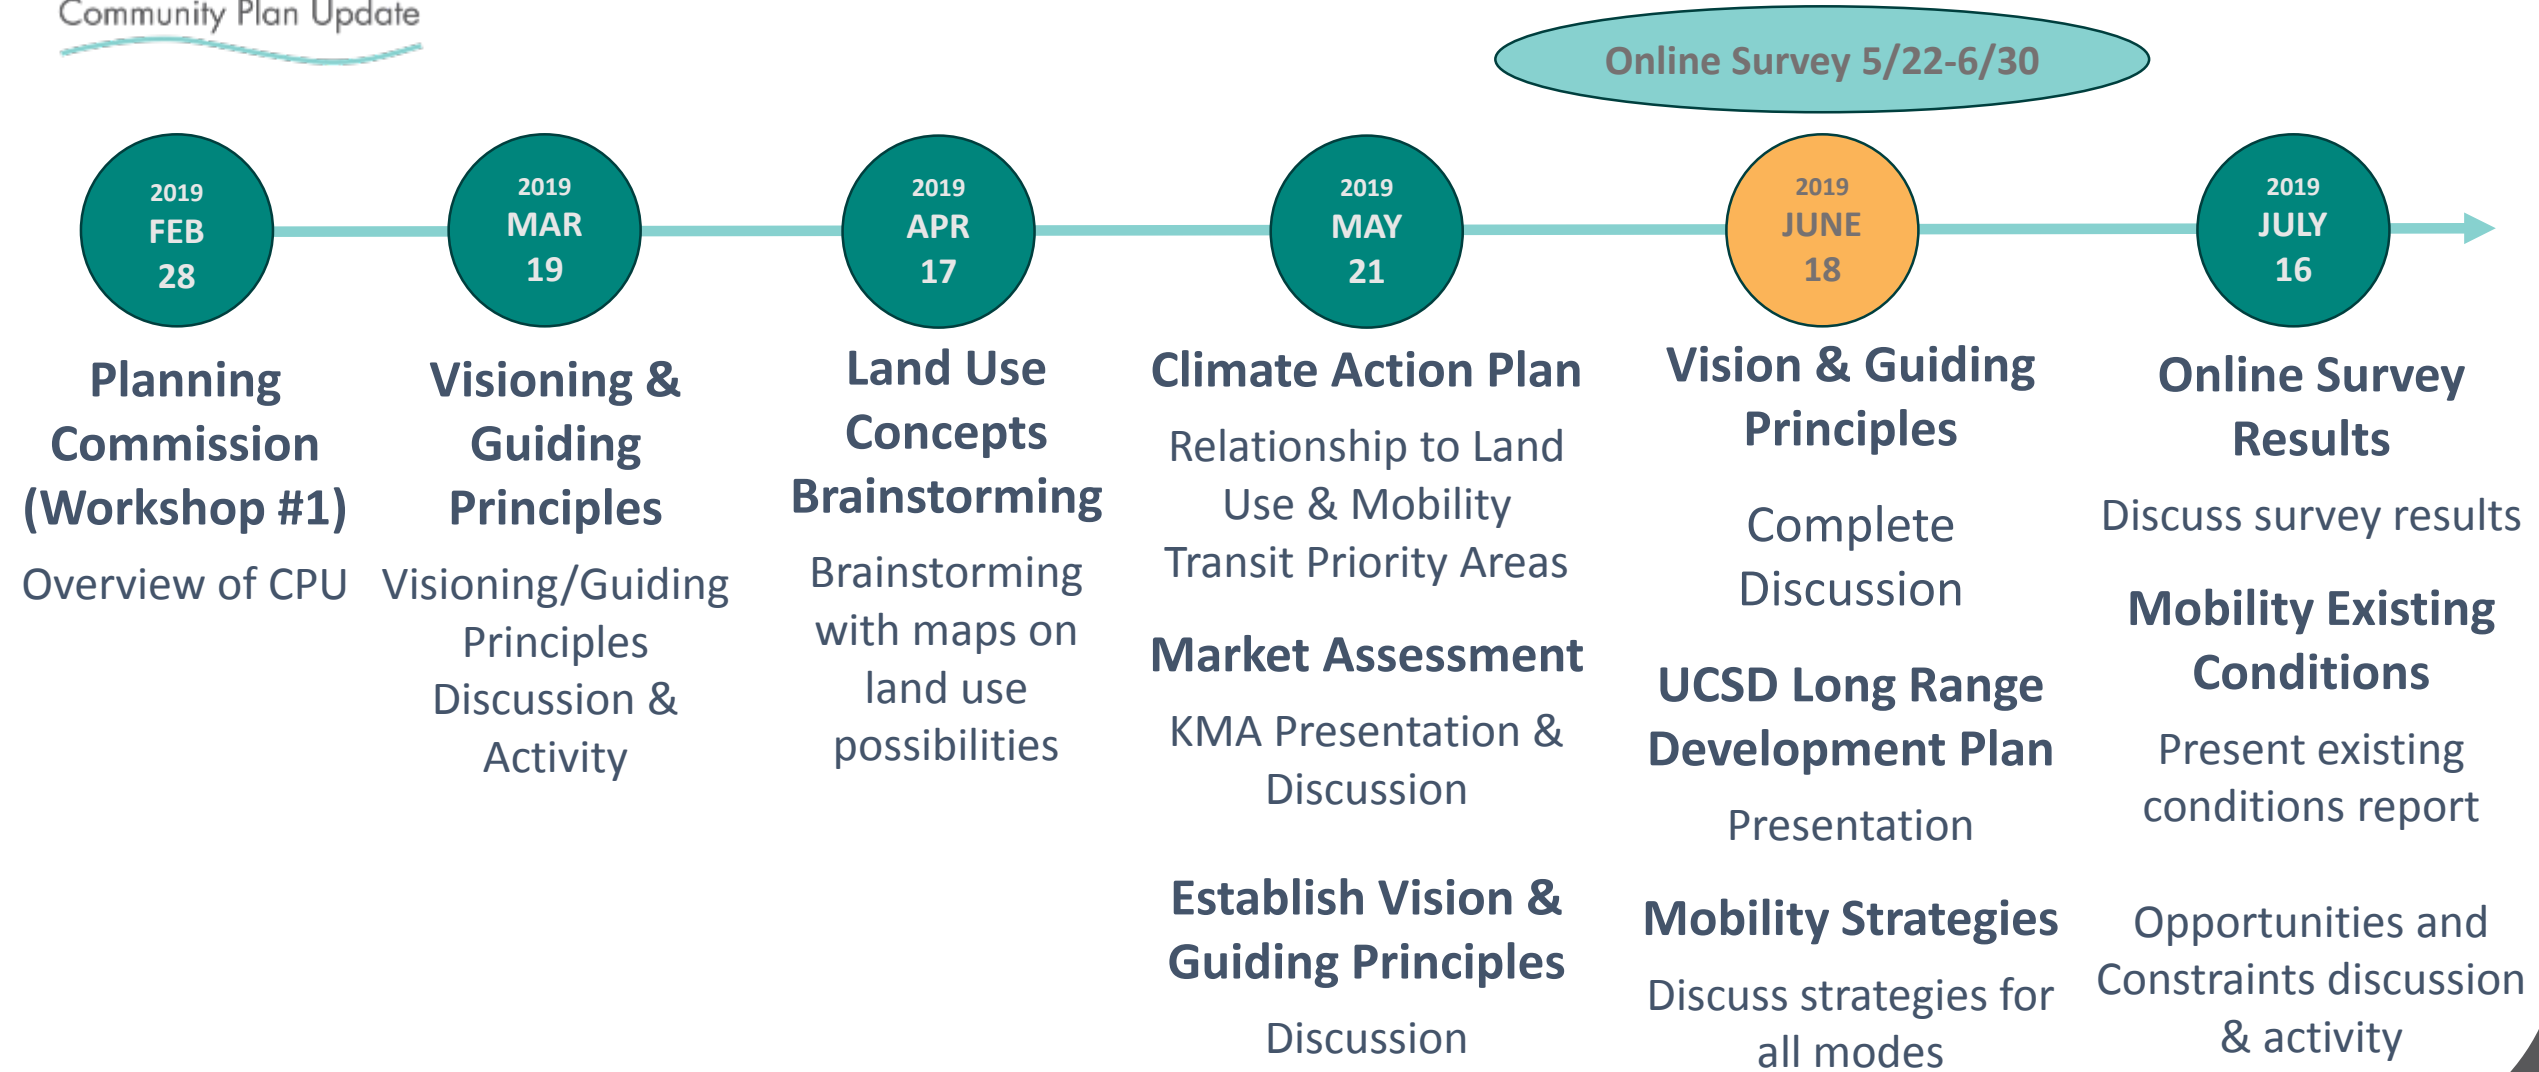 Community Plan Update
Online Survey 5/22-6/30
2019
FEB
28
2019
MAR
19
2019
APR
17
2019
MAY
21
2019
JUNE
18
2019
JULY
16
Planning
Commission
(Workshop #1)
Overview of CPU
Visioning &
Guiding
Principles
Visioning/Guiding
Principles
Discussion &
Activity
Land Use
Concepts
Brainstorming
Brainstorming
with maps on
land use
possibilities
Climate Action Plan
Relationship to Land
Use & Mobility
Transit Priority Areas
Market Assessment
KMA Presentation &
Discussion
Establish Vision &
Guiding Principles
Discussion
Vision & Guiding
Principles
Complete
Discussion
UCSD Long Range
Development Plan
Presentation
Mobility Strategies
Discuss strategies for
all modes
Online Survey
Results
Discuss survey results
Mobility Existing
Conditions
Present existing
conditions report
Opportunities and
Constraints discussion
& activity